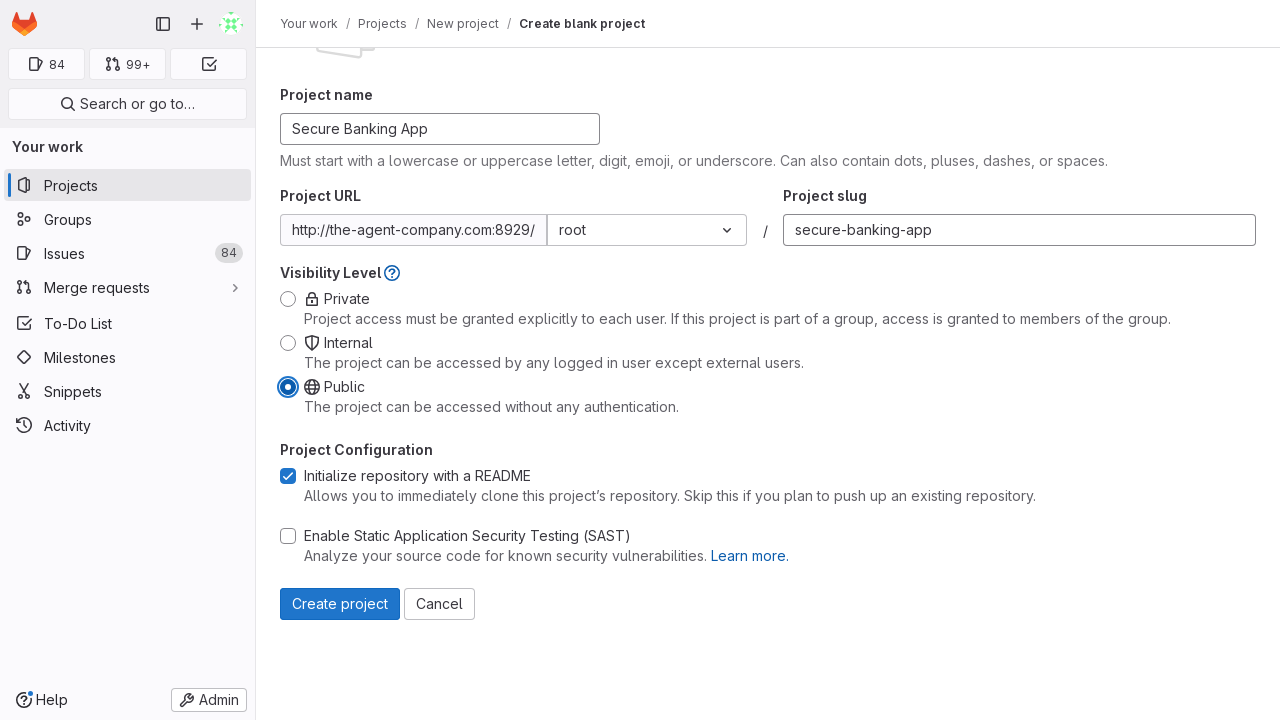 Your work / Projects / New project / Create blank project
84
99+
Search or go to…
Your work
Projects
Groups
Issues 84
Merge requests
To-Do List
Milestones
Snippets
Activity
Help
Admin
Project name
Secure Banking App
Must start with a lowercase or uppercase letter, digit, emoji, or underscore. Can also contain dots, pluses, dashes, or spaces.
Project URL
http://the-agent-company.com:8929/ root
/
Project slug
secure-banking-app
Visibility Level
Private
Project access must be granted explicitly to each user. If this project is part of a group, access is granted to members of the group.
Internal
The project can be accessed by any logged in user except external users.
Public
The project can be accessed without any authentication.
Project Configuration
Initialize repository with a README
Allows you to immediately clone this project’s repository. Skip this if you plan to push up an existing repository.
Enable Static Application Security Testing (SAST)
Analyze your source code for known security vulnerabilities. Learn more.
Create project
Cancel